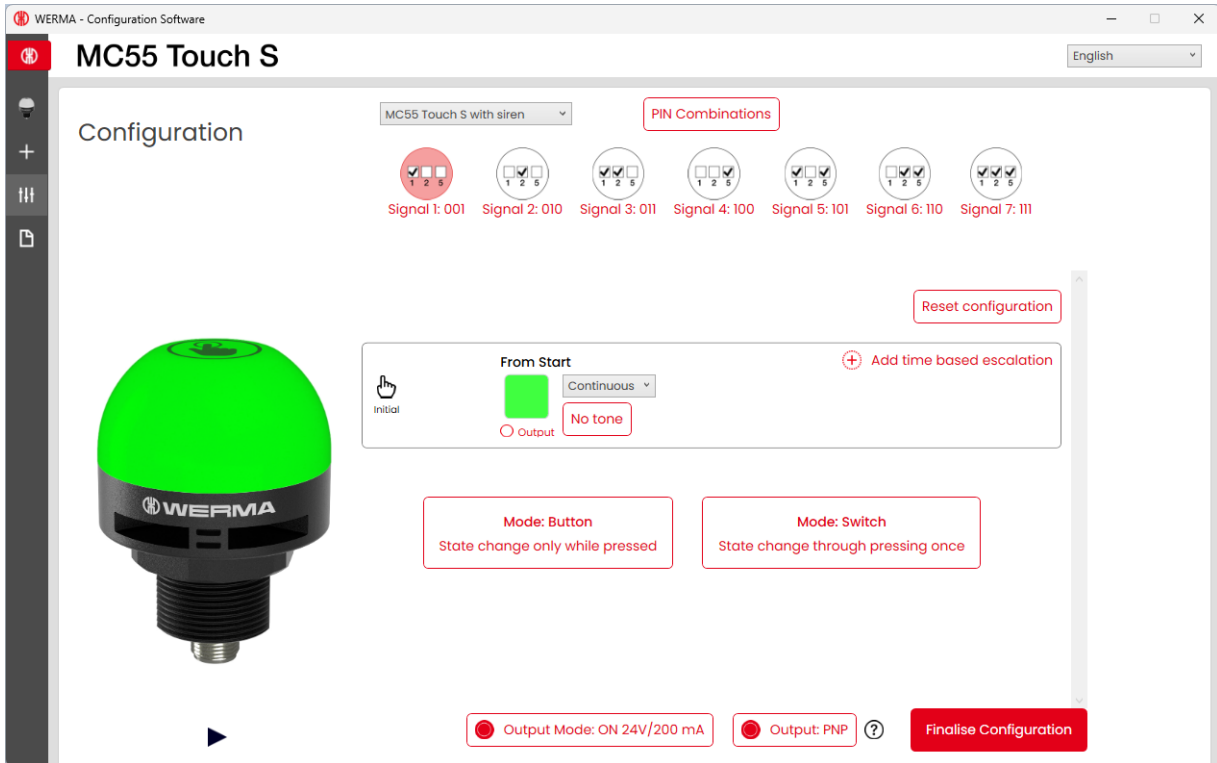 WERMA - Configuration Software
MC55 Touch S
English
Configuration
MC55 Touch S with siren
PIN Combinations
1 2 5
1 2 5
1 2 5
1 2 5
1 2 5
1 2 5
1 2 5
Signal 1: 001
Signal 2: 010
Signal 3: 011
Signal 4: 100
Signal 5: 101
Signal 6: 110
Signal 7: 111
Reset configuration
From Start
Add time based escalation
Initial
Continuous
No tone
Output
WERMA
Mode: Button
State change only while pressed
Mode: Switch
State change through pressing once
Output Mode: ON 24V/200 mA
Output: PNP
?
Finalise Configuration